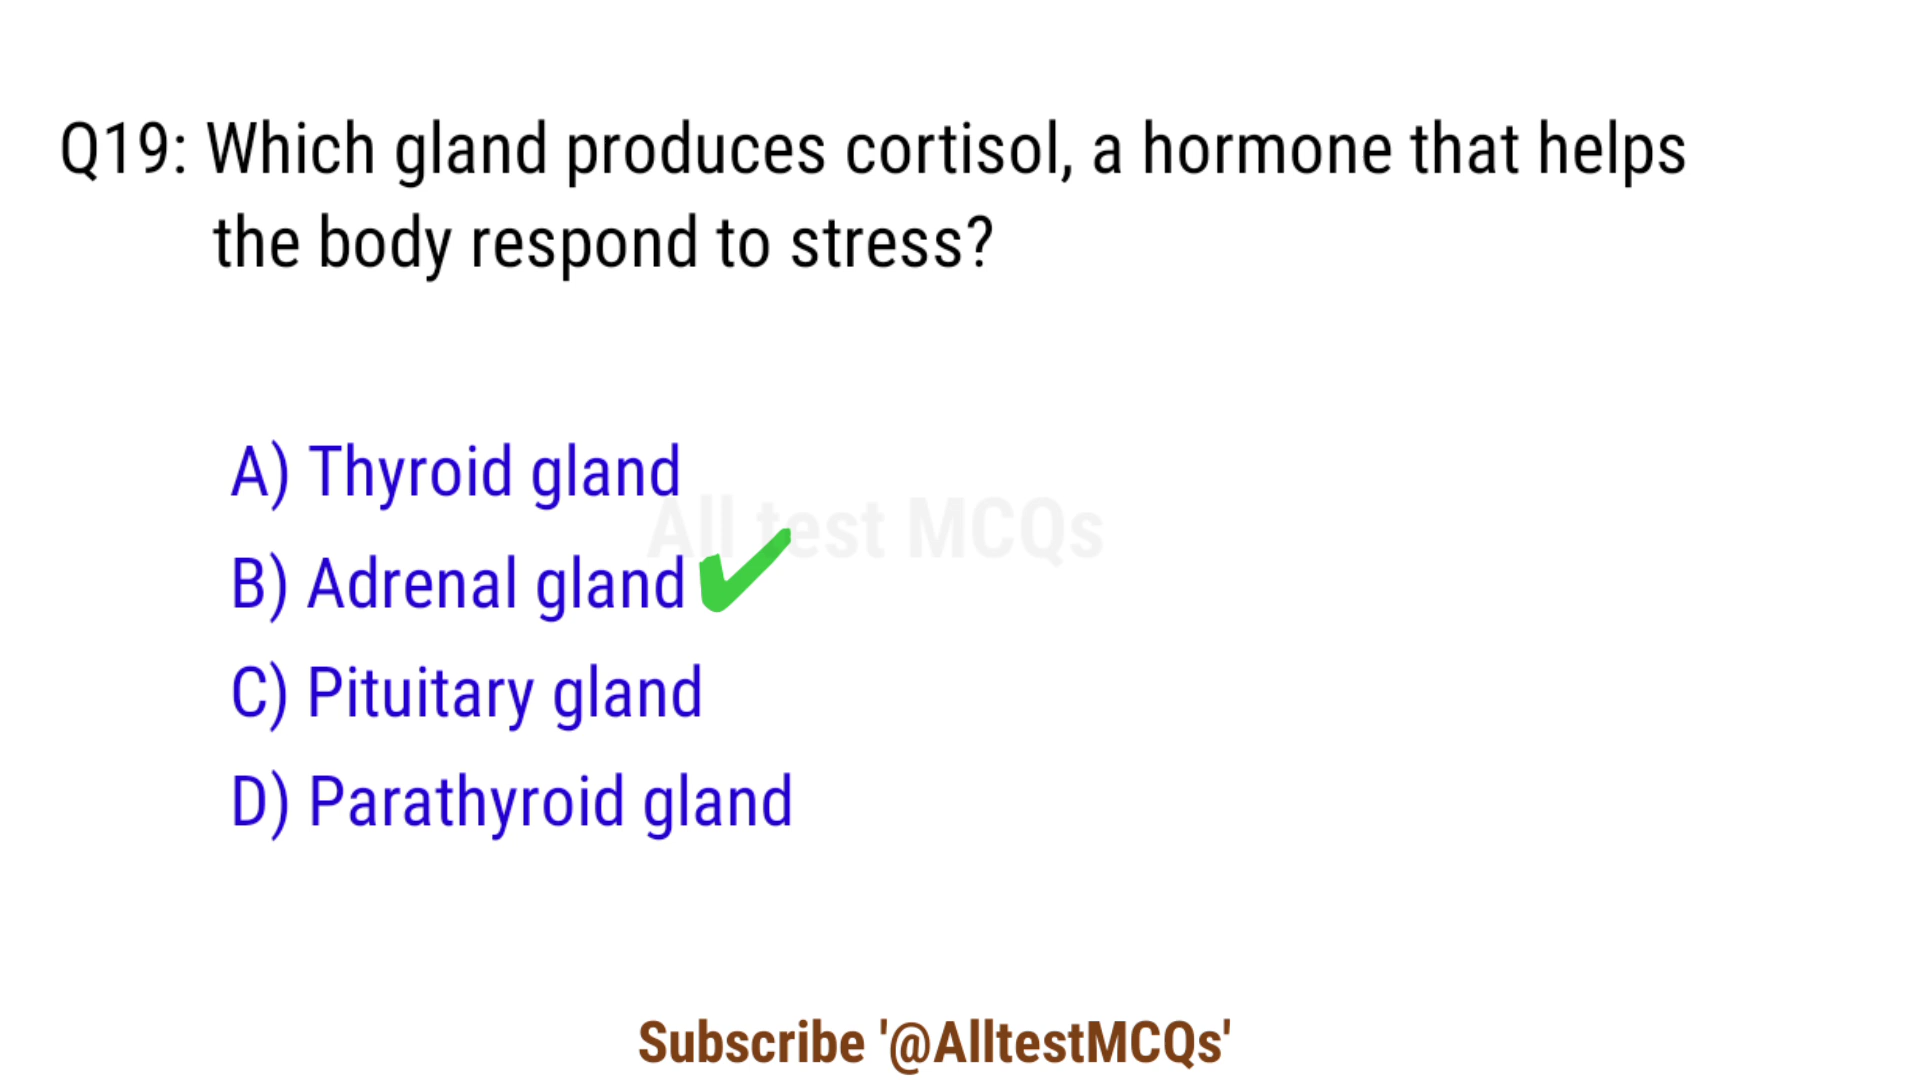 Q19: Which gland produces cortisol, a hormone that helps
the body respond to stress?
A) Thyroid gland
All test MCQs
B) Adrenal gland
C) Pituitary gland
D) Parathyroid gland
Subscribe '@AlltestMCQs'